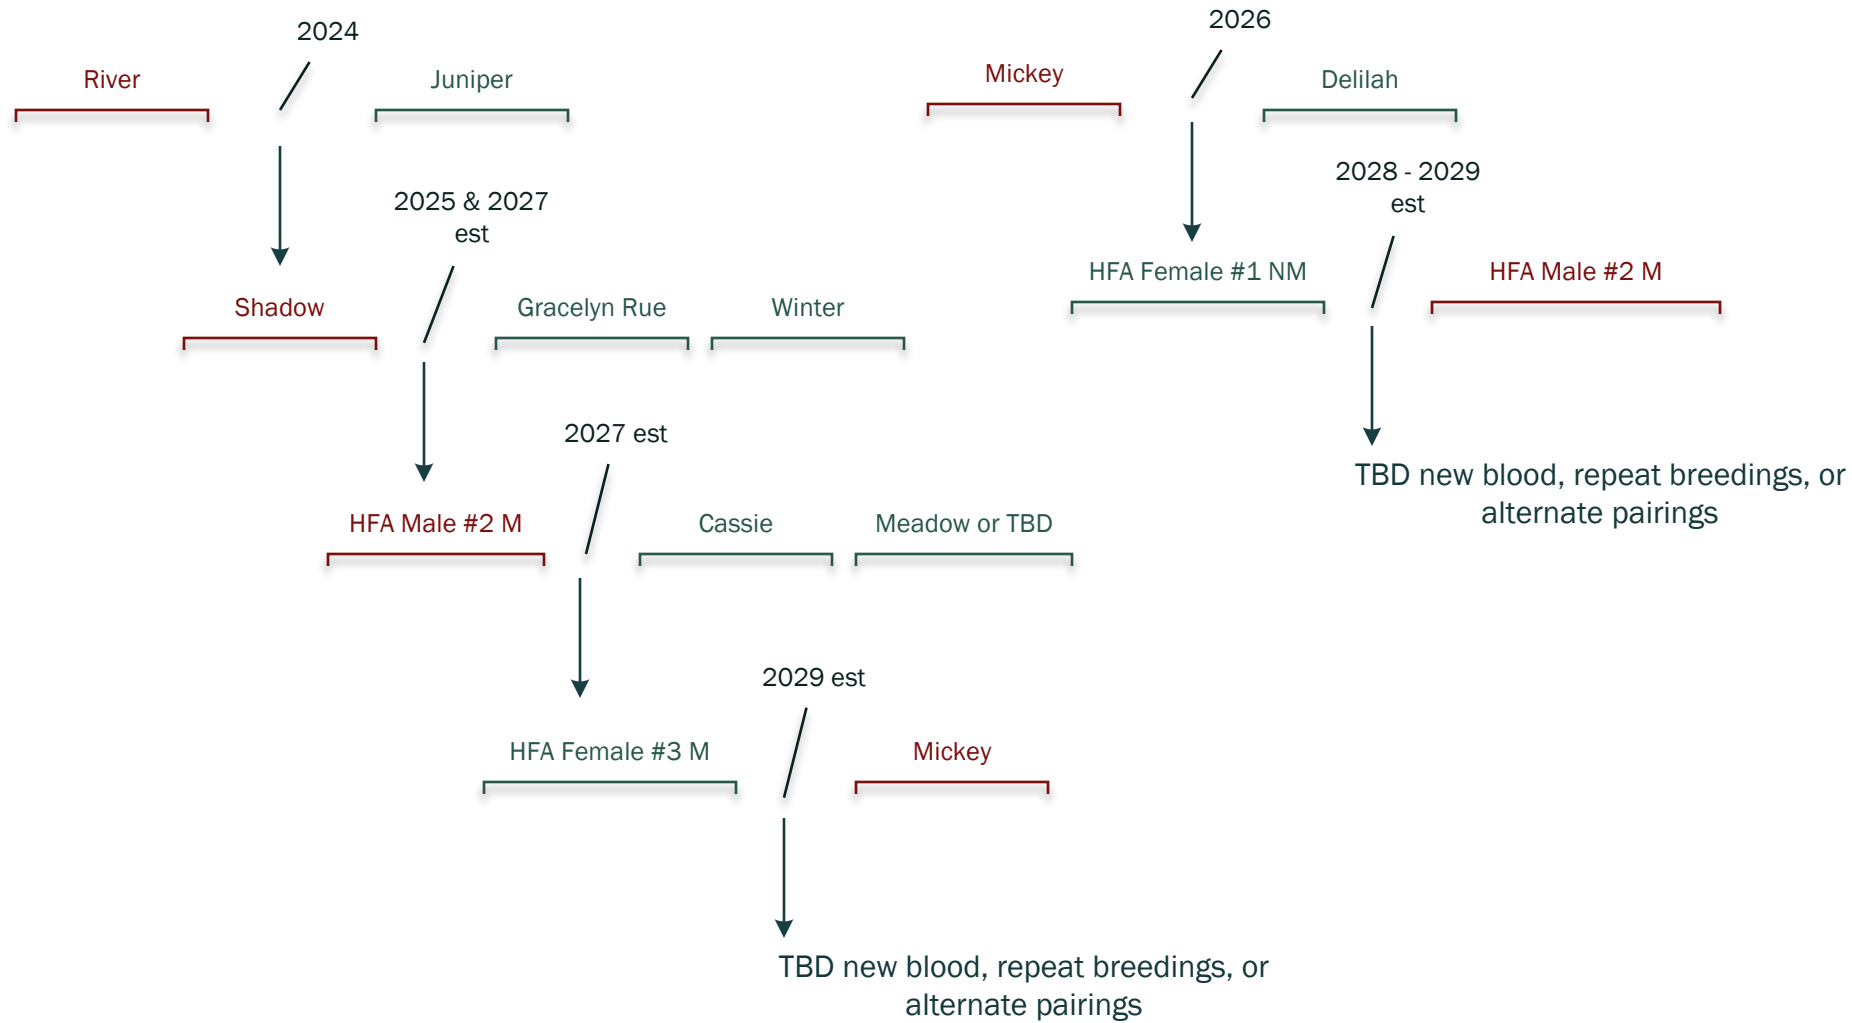 2024
River
Juniper
2025 & 2027
est
Shadow
Gracelyn Rue
Winter
2027 est
HFA Male #2 M
Cassie
Meadow or TBD
2029 est
HFA Female #3 M
Mickey
TBD new blood, repeat breedings, or
alternate pairings
2026
Mickey
Delilah
2028 - 2029
est
HFA Female #1 NM
HFA Male #2 M
TBD new blood, repeat breedings, or
alternate pairings